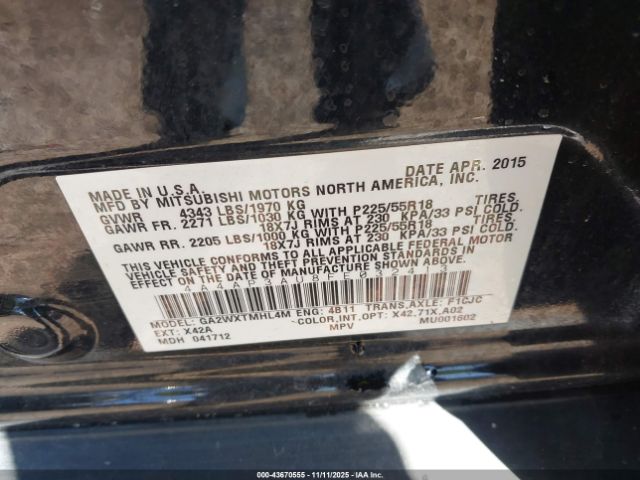 MADE IN U.S.A. DATE APR. 2015
MFD BY MITSUBISHI MOTORS NORTH AMERICA, INC.
GVWR 4343 LBS/1970 KG
GAWR FR. 2271 LBS/1030 KG WITH P225/55R18 TIRES,
18X7J RIMS AT 230 KPA/33 PSI COLD.
GAWR RR. 2205 LBS/1000 KG WITH P225/55R18 TIRES,
18X7J RIMS AT 230 KPA/33 PSI COLD.
THIS VEHICLE CONFORMS TO ALL APPLICABLE FEDERAL MOTOR
VEHICLE SAFETY AND THEFT PREVENTION STANDARDS IN
EFFECT ON THE DATE OF MANUFACTURE SHOWN ABOVE.
MODEL: GA2WXTMHL4M ENG: 4B11 TRANS,AXLE: F1CJC
EXT: X42A COLOR,INT,OPT: X42,71X,A02
MDH 041712 MPV MU001602
000-43670555 - 11/11/2025 - IAAI.COM